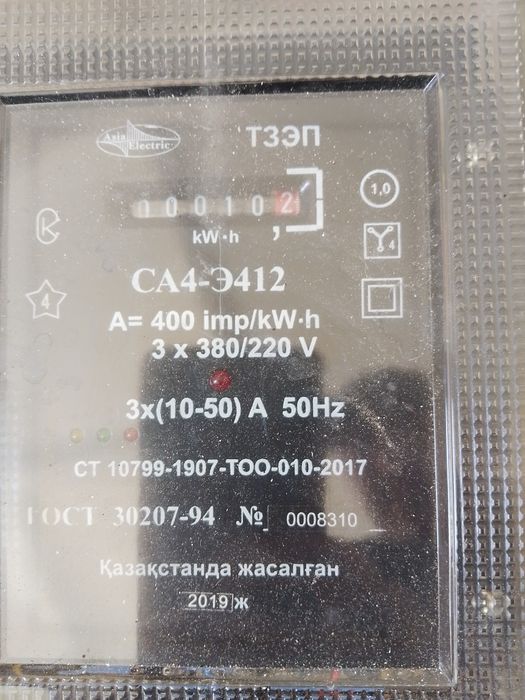 Asia Electric
ТЗЭП
000102
1,0
kW·h
4
СА4-Э412
4
A= 400 imp/kW·h
3 x 380/220 V
3x(10-50) A 50Hz
СТ 10799-1907-ТОО-010-2017
ГОСТ 30207-94 № 0008310
Қазақстанда жасалған
2019 ж